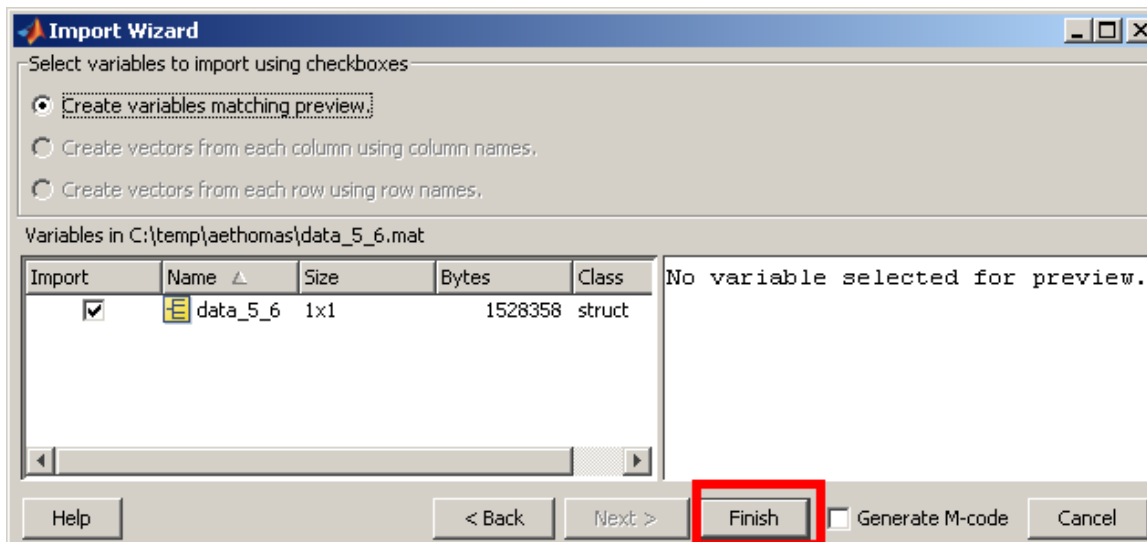 Import Wizard
Select variables to import using checkboxes
Create variables matching preview.
Create vectors from each column using column names.
Create vectors from each row using row names.
Variables in C:\temp\aethomas\data_5_6.mat
Import Name Size Bytes Class
data_5_6 1x1 1528358 struct
No variable selected for preview.
Help < Back Next > Finish Generate M-code Cancel